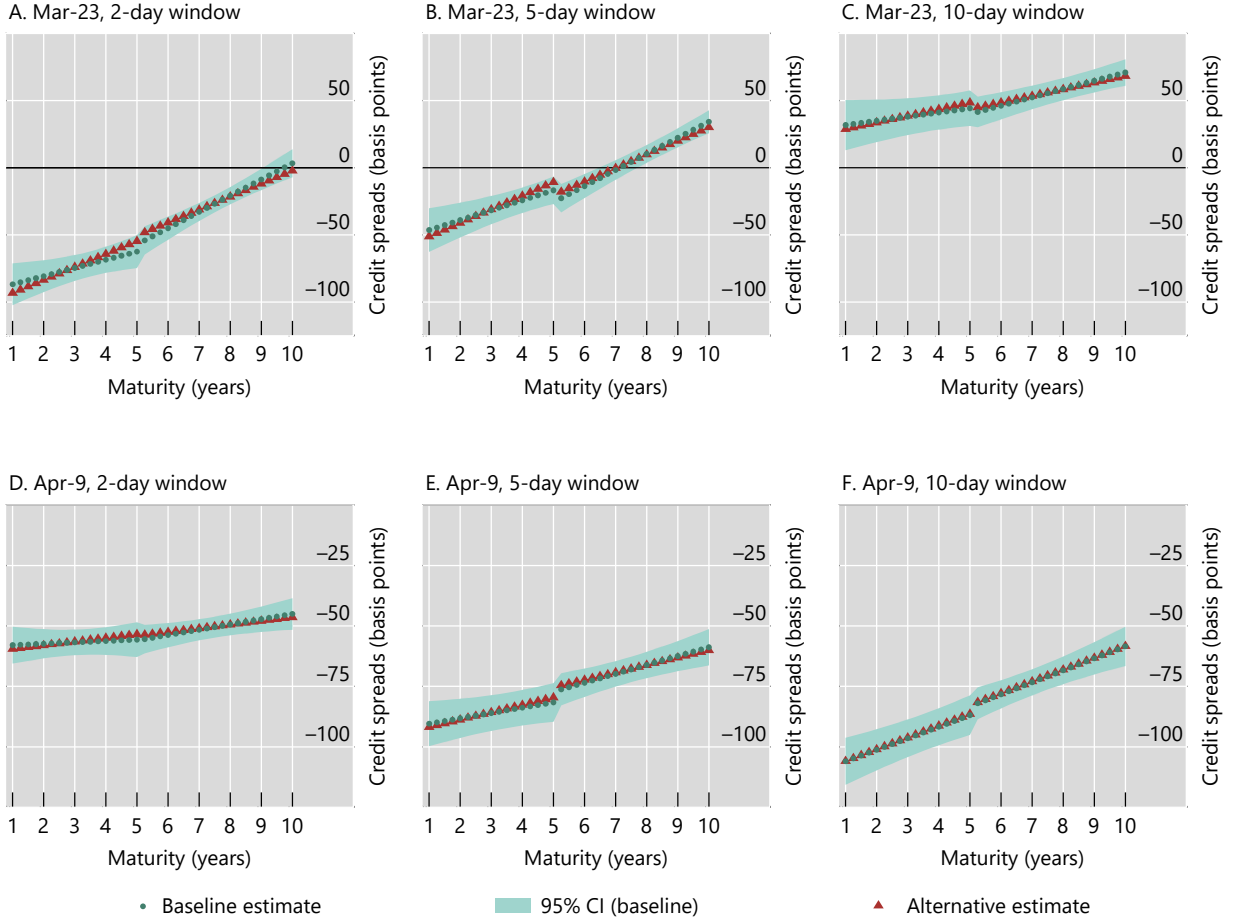 A. Mar-23, 2-day window
B. Mar-23, 5-day window
C. Mar-23, 10-day window
50
0
−50
−100
Credit spreads (basis points)
1 2 3 4 5 6 7 8 9 10
Maturity (years)
50
0
−50
−100
Credit spreads (basis points)
1 2 3 4 5 6 7 8 9 10
Maturity (years)
50
0
−50
−100
Credit spreads (basis points)
1 2 3 4 5 6 7 8 9 10
Maturity (years)
D. Apr-9, 2-day window
E. Apr-9, 5-day window
F. Apr-9, 10-day window
−25
−50
−75
−100
Credit spreads (basis points)
1 2 3 4 5 6 7 8 9 10
Maturity (years)
−25
−50
−75
−100
Credit spreads (basis points)
1 2 3 4 5 6 7 8 9 10
Maturity (years)
−25
−50
−75
−100
Credit spreads (basis points)
1 2 3 4 5 6 7 8 9 10
Maturity (years)
Baseline estimate
95% CI (baseline)
Alternative estimate